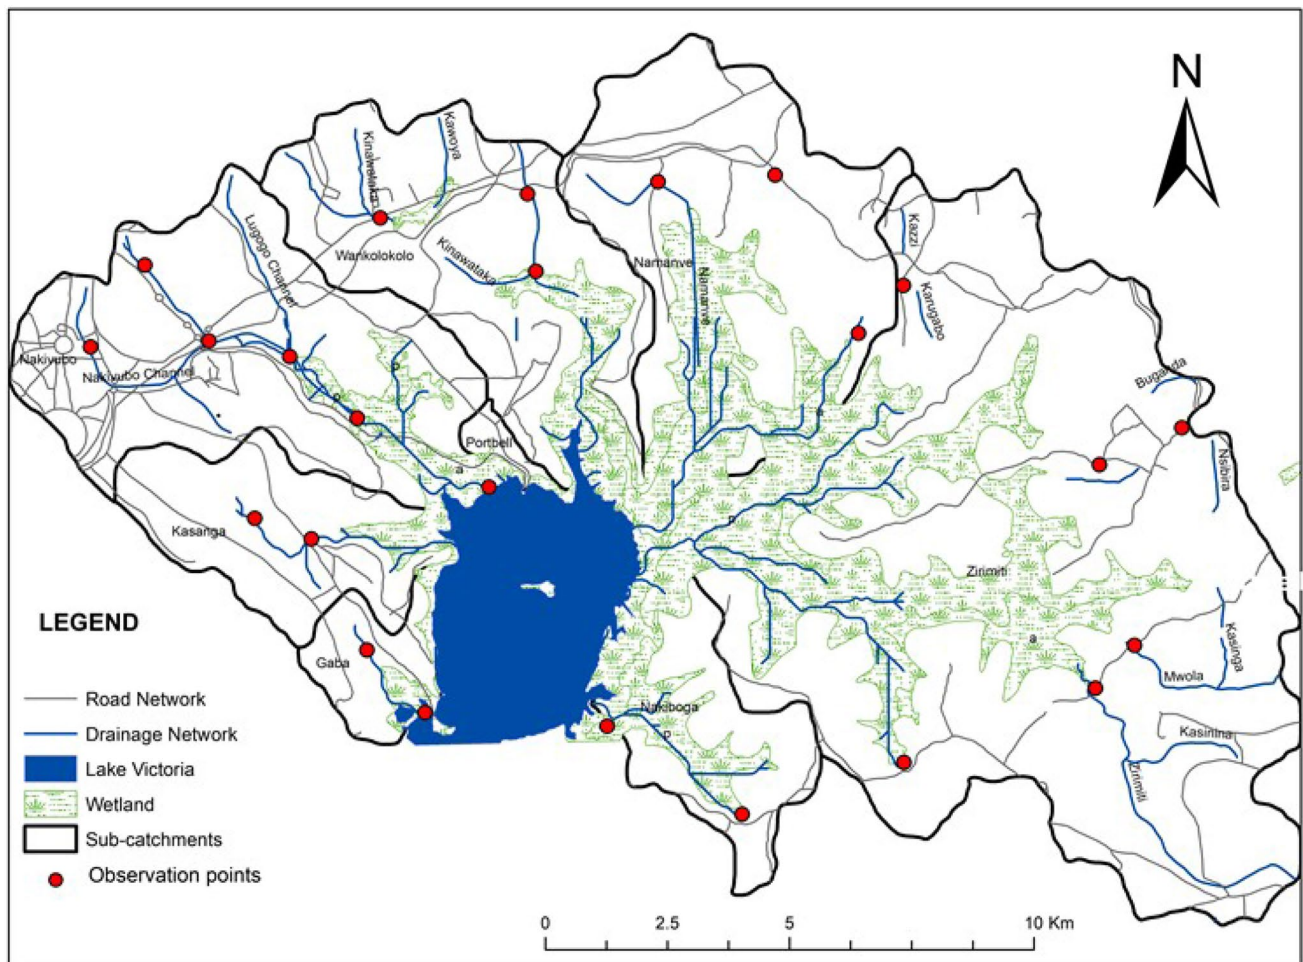 N
Kawoya
Kinawataka
Kazzi
Lugogo Channel
Wankolokolo
Kinawataka
Namanve
Namanve
Karugabo
Nakivubo
Nakivubo Channel
p
p
Buganda
a
Portbell
a
Nsibira
Kasanga
p
Zirimiti
LEGEND
a
Kasinga
Gaba
Mwola
Road Network
Nakiboga
p
Kasinina
Drainage Network
Lake Victoria
Zirimiti
Wetland
Sub-catchments
Observation points
0 2.5 5 10 Km